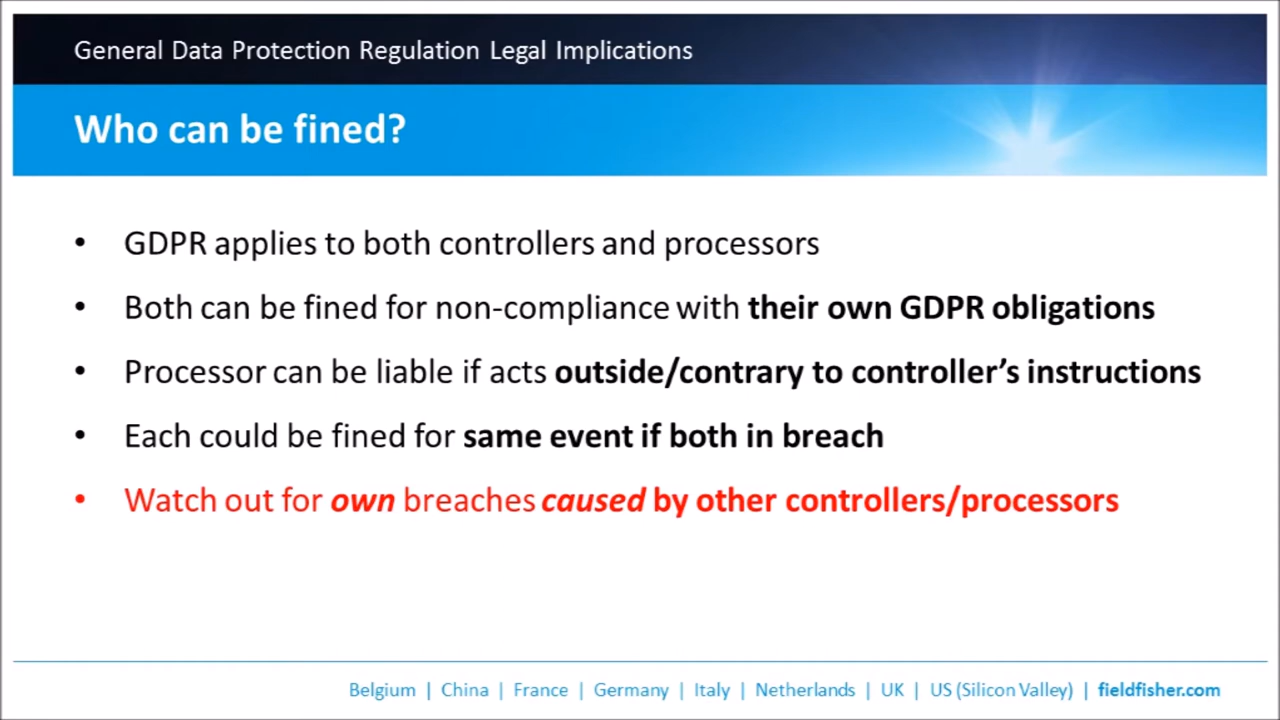 General Data Protection Regulation Legal Implications
Who can be fined?
• GDPR applies to both controllers and processors
• Both can be fined for non-compliance with their own GDPR obligations
• Processor can be liable if acts outside/contrary to controller’s instructions
• Each could be fined for same event if both in breach
• Watch out for own breaches caused by other controllers/processors
Belgium | China | France | Germany | Italy | Netherlands | UK | US (Silicon Valley) | fieldfisher.com